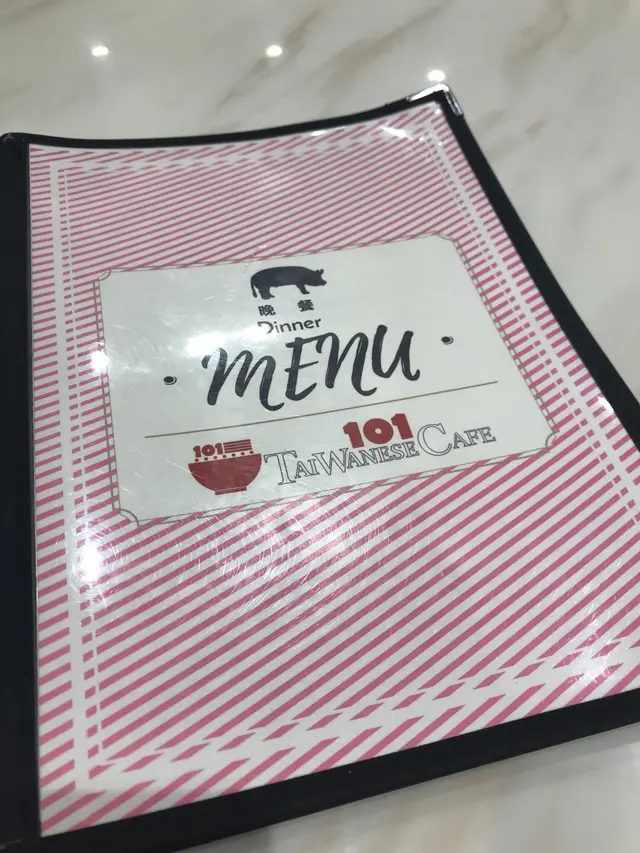 晚 餐
Dinner
MENU
101
101
TAIWANESE CAFE